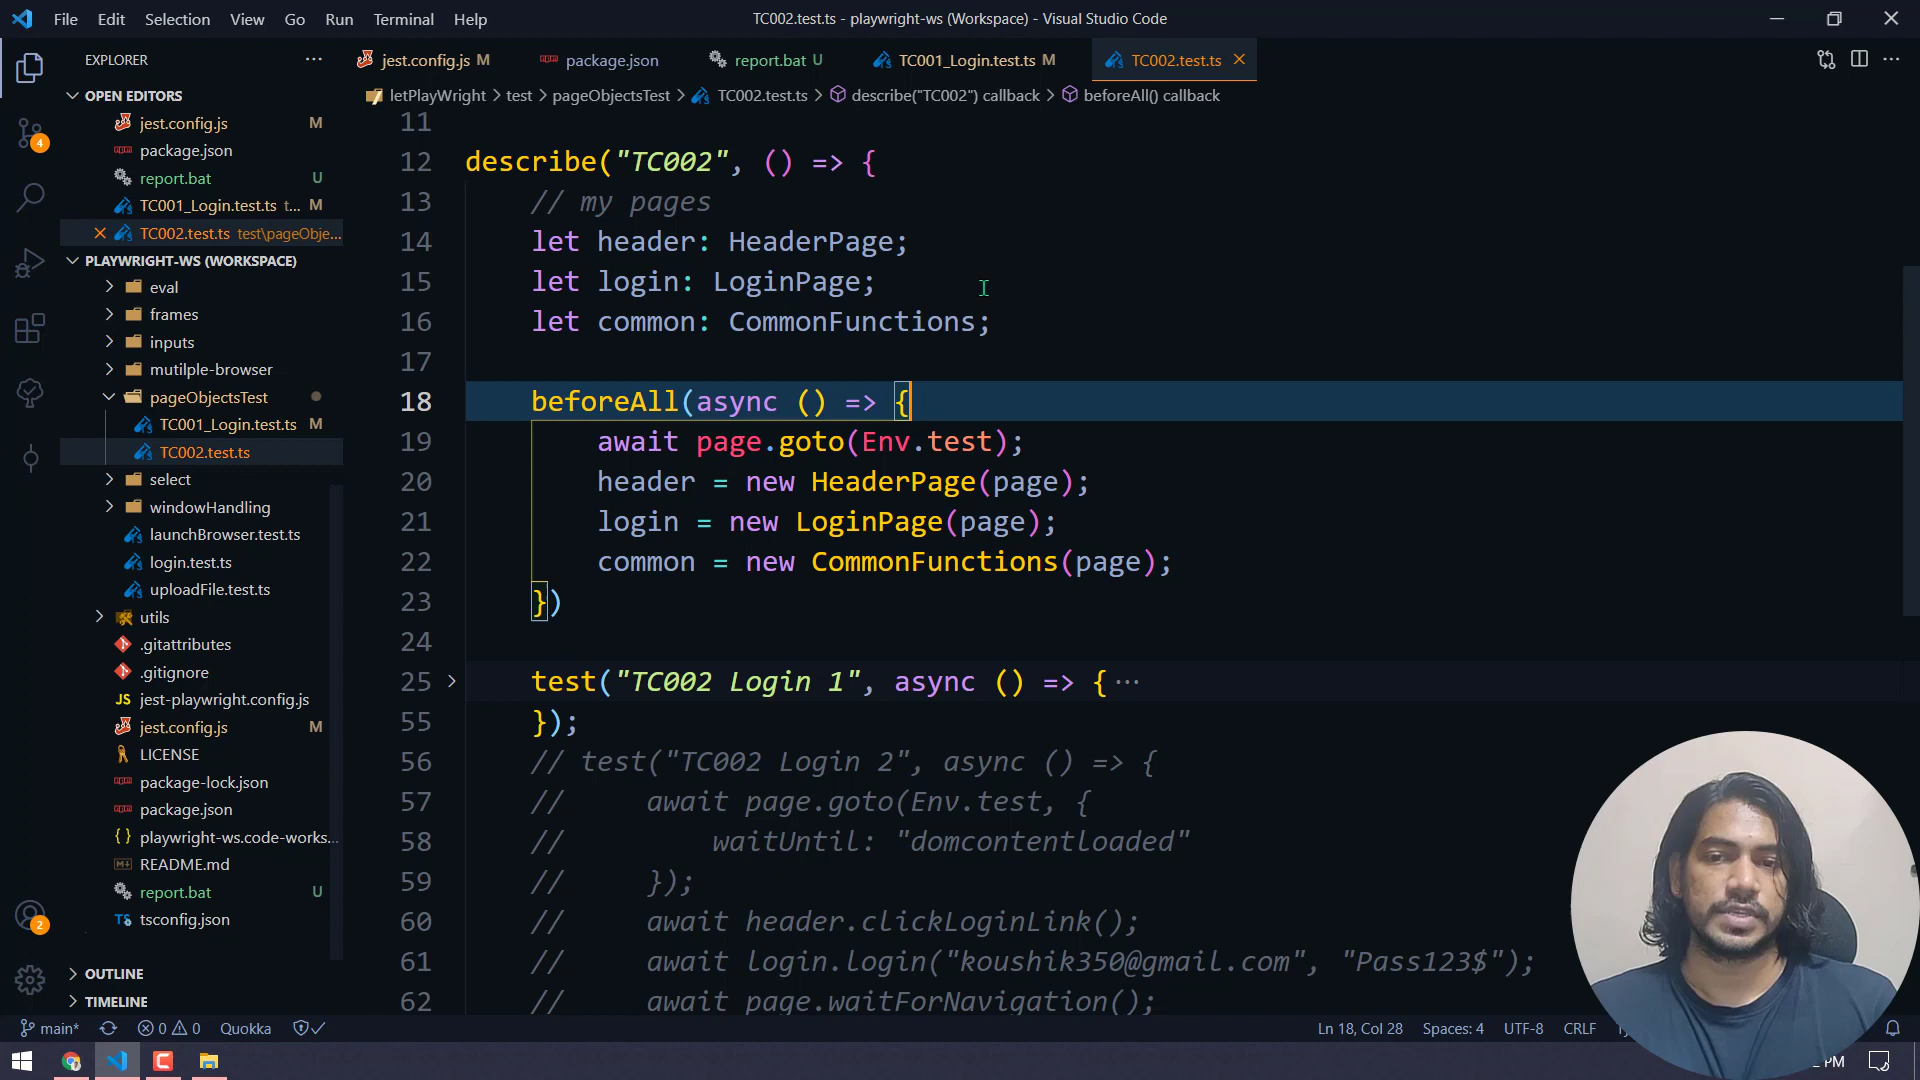 File Edit Selection View Go Run Terminal Help
TC002.test.ts - playwright-ws (Workspace) - Visual Studio Code
EXPLORER
jest.config.js M
package.json
report.bat U
TC001_Login.test.ts M
TC002.test.ts
letPlayWright > test > pageObjectsTest > TC002.test.ts > describe("TC002") callback > beforeAll() callback
OPEN EDITORS
jest.config.js M
package.json
report.bat U
TC001_Login.test.ts t... M
TC002.test.ts test\pageObje...
PLAYWRIGHT-WS (WORKSPACE)
eval
frames
inputs
mutilple-browser
pageObjectsTest
TC001_Login.test.ts M
TC002.test.ts
select
windowHandling
launchBrowser.test.ts
login.test.ts
uploadFile.test.ts
utils
.gitattributes
.gitignore
jest-playwright.config.js
jest.config.js M
LICENSE
package-lock.json
package.json
playwright-ws.code-works...
README.md
report.bat U
tsconfig.json
OUTLINE
TIMELINE
4
2
11
12 describe("TC002", () => {
13 // my pages
14 let header: HeaderPage;
15 let login: LoginPage;
16 let common: CommonFunctions;
17
18 beforeAll(async () => {
19 await page.goto(Env.test);
20 header = new HeaderPage(page);
21 login = new LoginPage(page);
22 common = new CommonFunctions(page);
23 })
24
25 test("TC002 Login 1", async () => {···
55 });
56 // test("TC002 Login 2", async () => {
57 // await page.goto(Env.test, {
58 // waitUntil: "domcontentloaded"
59 // });
60 // await header.clickLoginLink();
61 // await login.login("koushik350@gmail.com", "Pass123$");
62 // await page.waitForNavigation();
main* 0 0 Quokka
Ln 18, Col 28 Spaces: 4 UTF-8 CRLF
PM